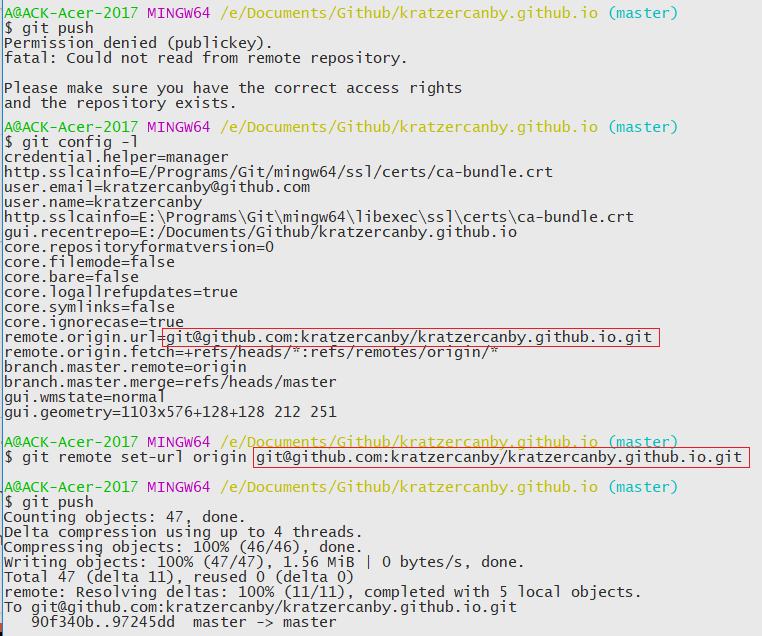 A@ACK-Acer-2017 MINGW64 /e/Documents/Github/kratzercanby.github.io (master)
$ git push
Permission denied (publickey).
fatal: Could not read from remote repository.
Please make sure you have the correct access rights
and the repository exists.
A@ACK-Acer-2017 MINGW64 /e/Documents/Github/kratzercanby.github.io (master)
$ git config -l
credential.helper=manager
http.sslcainfo=E/Programs/Git/mingw64/ssl/certs/ca-bundle.crt
user.email=kratzercanby@github.com
user.name=kratzercanby
http.sslcainfo=E:\Programs\Git\mingw64\libexec\ssl\certs\ca-bundle.crt
gui.recentrepo=E:/Documents/Github/kratzercanby.github.io
core.repositoryformatversion=0
core.filemode=false
core.bare=false
core.logallrefupdates=true
core.symlinks=false
core.ignorecase=true
remote.origin.url=git@github.com:kratzercanby/kratzercanby.github.io.git
remote.origin.fetch=+refs/heads/*:refs/remotes/origin/*
branch.master.remote=origin
branch.master.merge=refs/heads/master
gui.wmstate=normal
gui.geometry=1103x576+128+128 212 251
A@ACK-Acer-2017 MINGW64 /e/Documents/Github/kratzercanby.github.io (master)
$ git remote set-url origin git@github.com:kratzercanby/kratzercanby.github.io.git
A@ACK-Acer-2017 MINGW64 /e/Documents/Github/kratzercanby.github.io (master)
$ git push
Counting objects: 47, done.
Delta compression using up to 4 threads.
Compressing objects: 100% (46/46), done.
Writing objects: 100% (47/47), 1.56 MiB | 0 bytes/s, done.
Total 47 (delta 11), reused 0 (delta 0)
remote: Resolving deltas: 100% (11/11), completed with 5 local objects.
To git@github.com:kratzercanby/kratzercanby.github.io.git
   90f340b..97245dd  master -> master